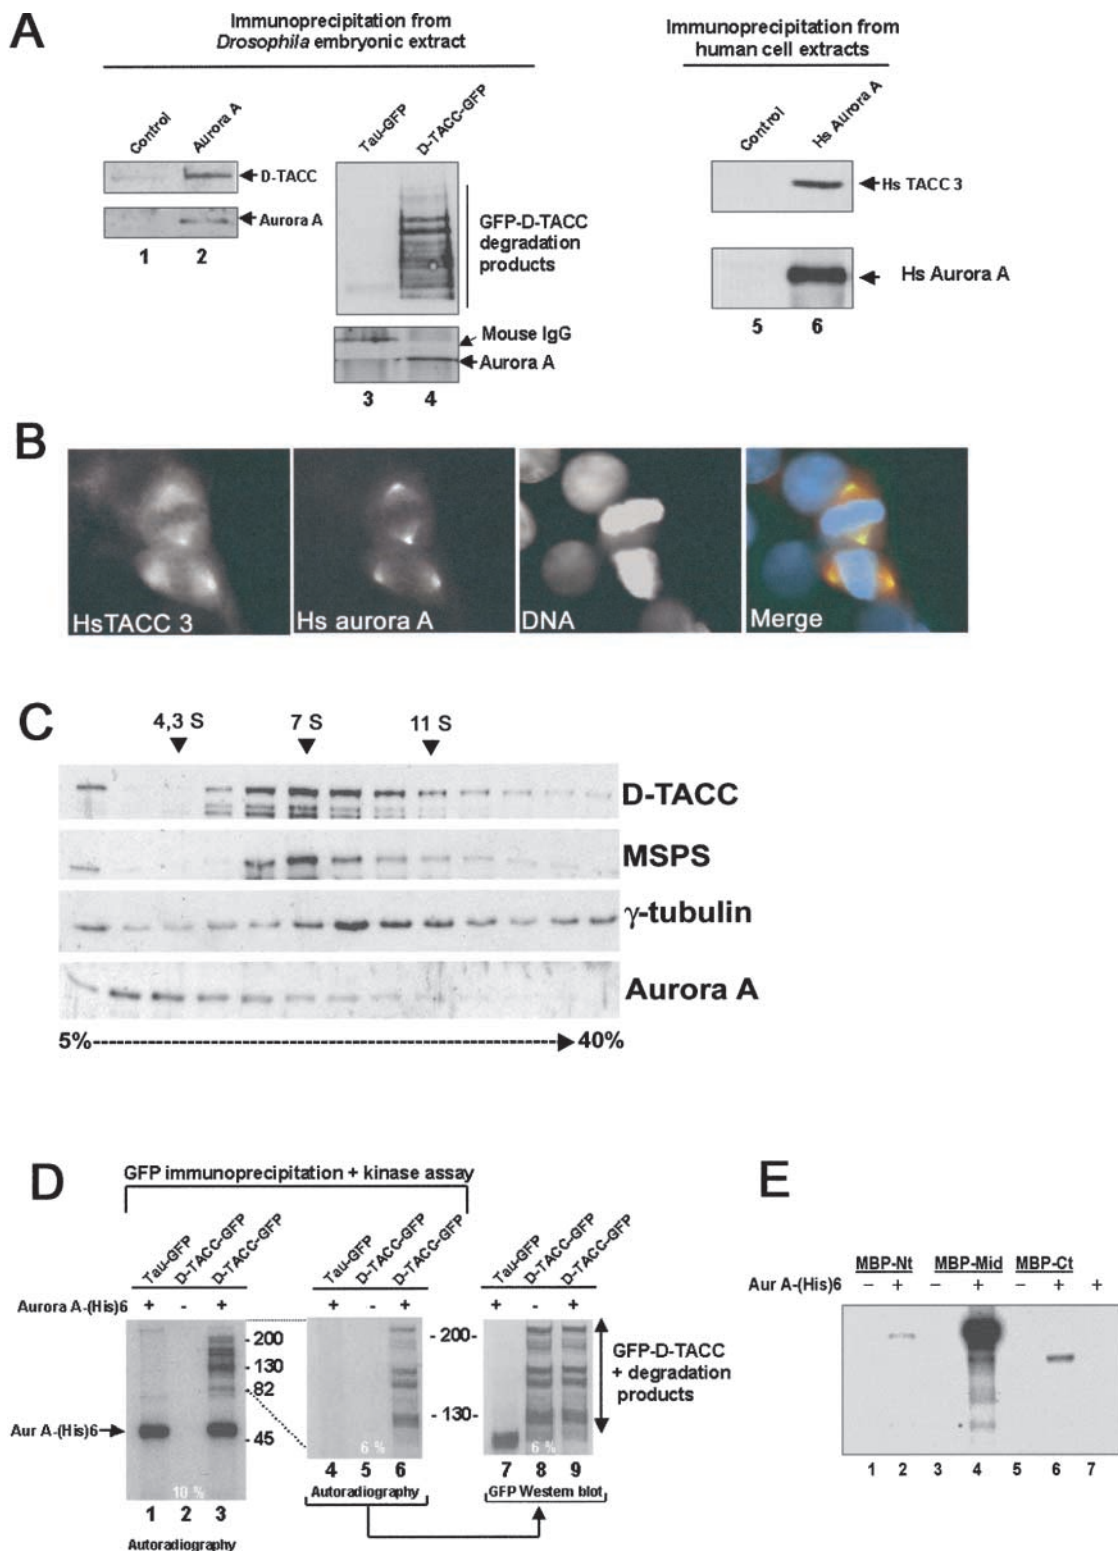 A
Immunoprecipitation from
Drosophila embryonic extract
Immunoprecipitation from
human cell extracts
Control
Aurora A
Tau-GFP
D-TACC-GFP
Control
Hs Aurora A
D-TACC
Aurora A
1 2
GFP-D-TACC
degradation
products
Mouse IgG
Aurora A
3 4
Hs TACC 3
Hs Aurora A
5 6
B
HsTACC 3
Hs aurora A
DNA
Merge
C
4,3 S 7 S 11 S
D-TACC
MSPS
γ-tubulin
Aurora A
5% 40%
D
GFP immunoprecipitation + kinase assay
Tau-GFP
D-TACC-GFP
D-TACC-GFP
Tau-GFP
D-TACC-GFP
D-TACC-GFP
Tau-GFP
D-TACC-GFP
D-TACC-GFP
Aurora A-(His)6 + - + + - + + - +
- 200
- 130
- 82
- 45
Aur A-(His)6
- 200-
- 130-
GFP-D-TACC
+ degradation
products
10 %
6 %
6 %
1 2 3
4 5 6
7 8 9
Autoradiography
Autoradiography
GFP Western blot
E
MBP-Nt MBP-Mid MBP-Ct
Aur A-(His)6 − + − + − + +
1 2 3 4 5 6 7